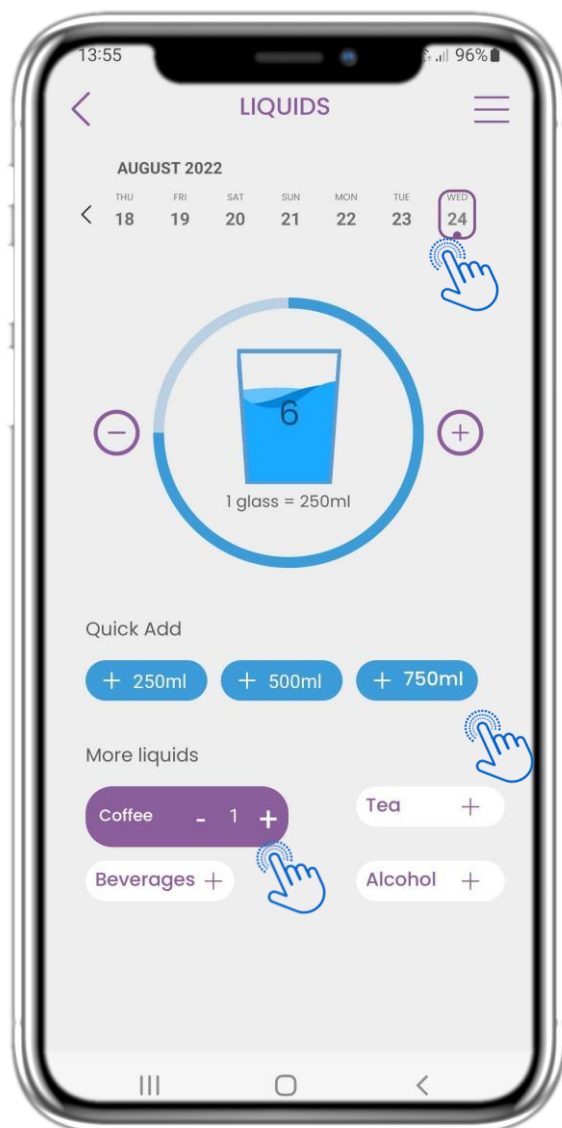 13:55 96%
LIQUIDS
AUGUST 2022
THU FRI SAT SUN MON TUE WED
18 19 20 21 22 23 24
6
1 glass = 250ml
Quick Add
+ 250ml + 500ml + 750ml
More liquids
Coffee - 1 + Tea +
Beverages + Alcohol +